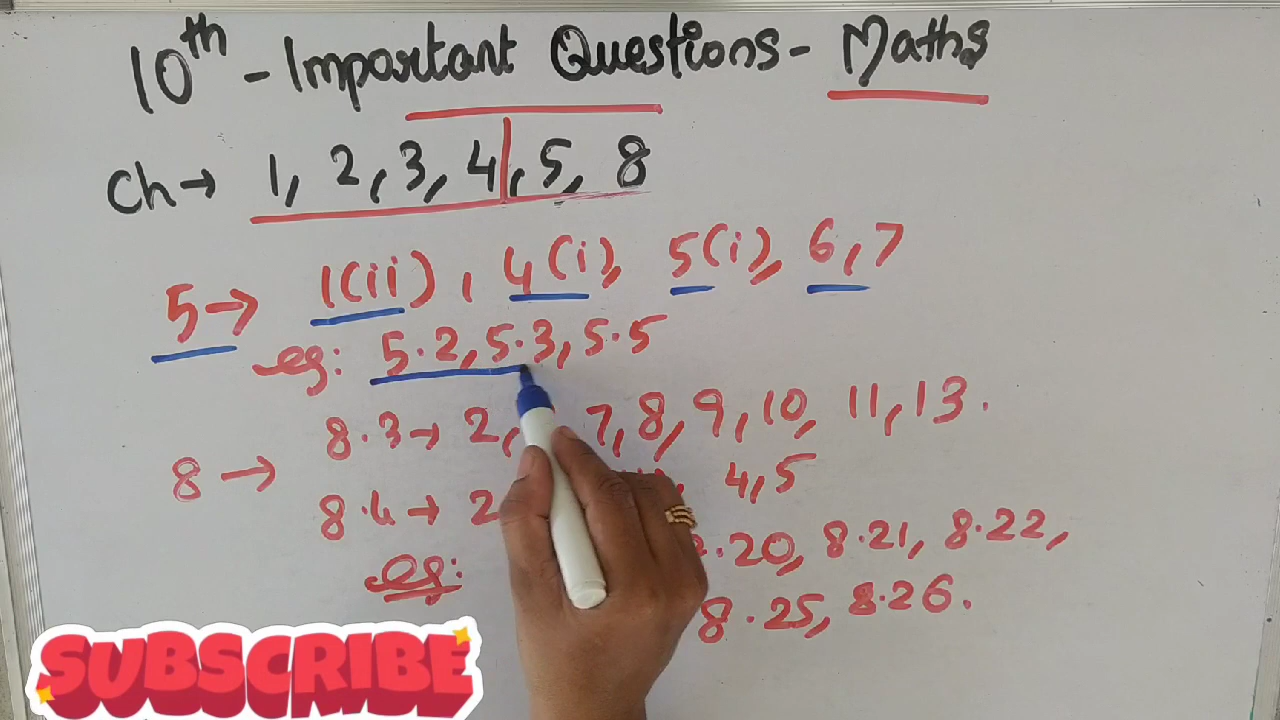 10th - Important Questions - Maths
Ch → 1, 2, 3, 4, 5, 8
5 → 1(ii), 4(i), 5(i), 6, 7
eg: 5.2, 5.3, 5.5
8.3 → 2, 7, 8, 9, 10, 11, 13.
8 →
8.4 → 2 4, 5
eg: .20, 8.21, 8.22,
8.25, 8.26.
SUBSCRIBE